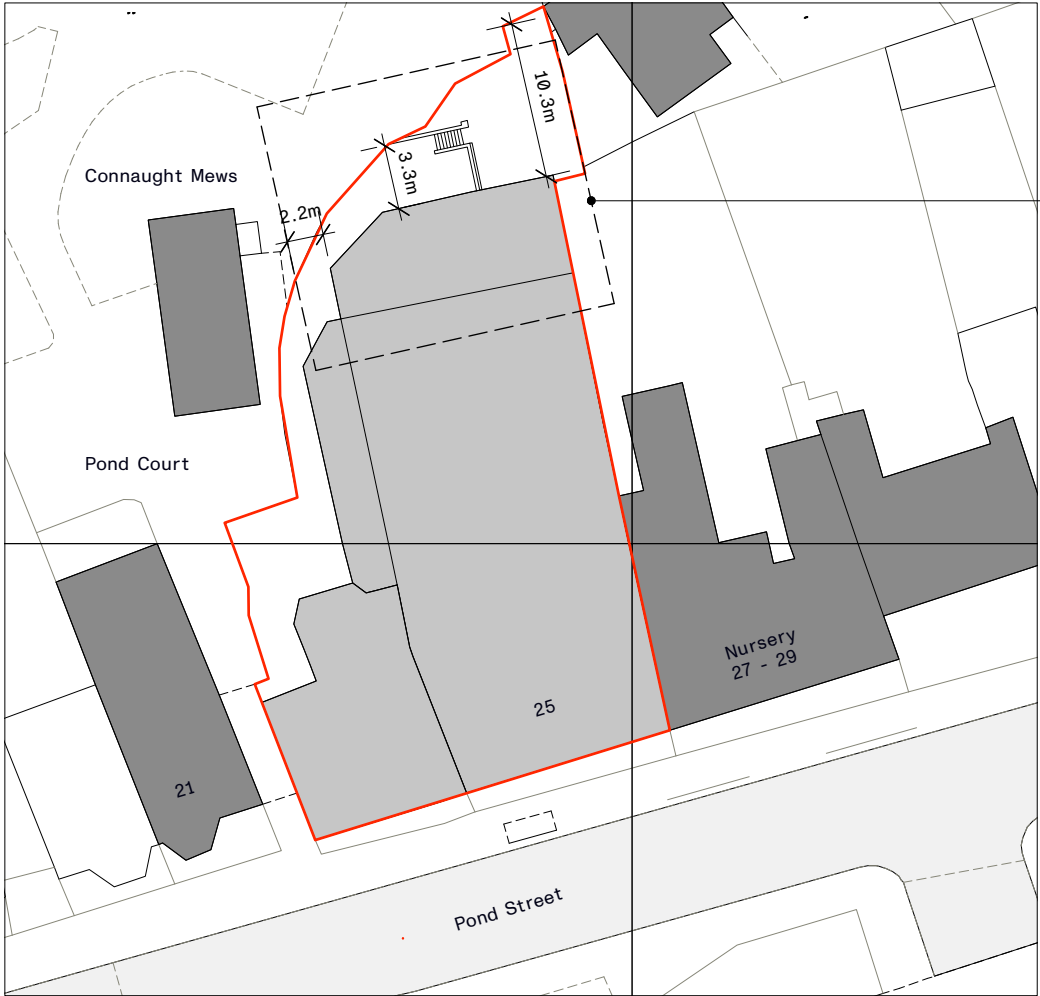 10.3m
3.3m
Connaught Mews
2.2m
Pond Court
Nursery
27 - 29
25
21
Pond Street